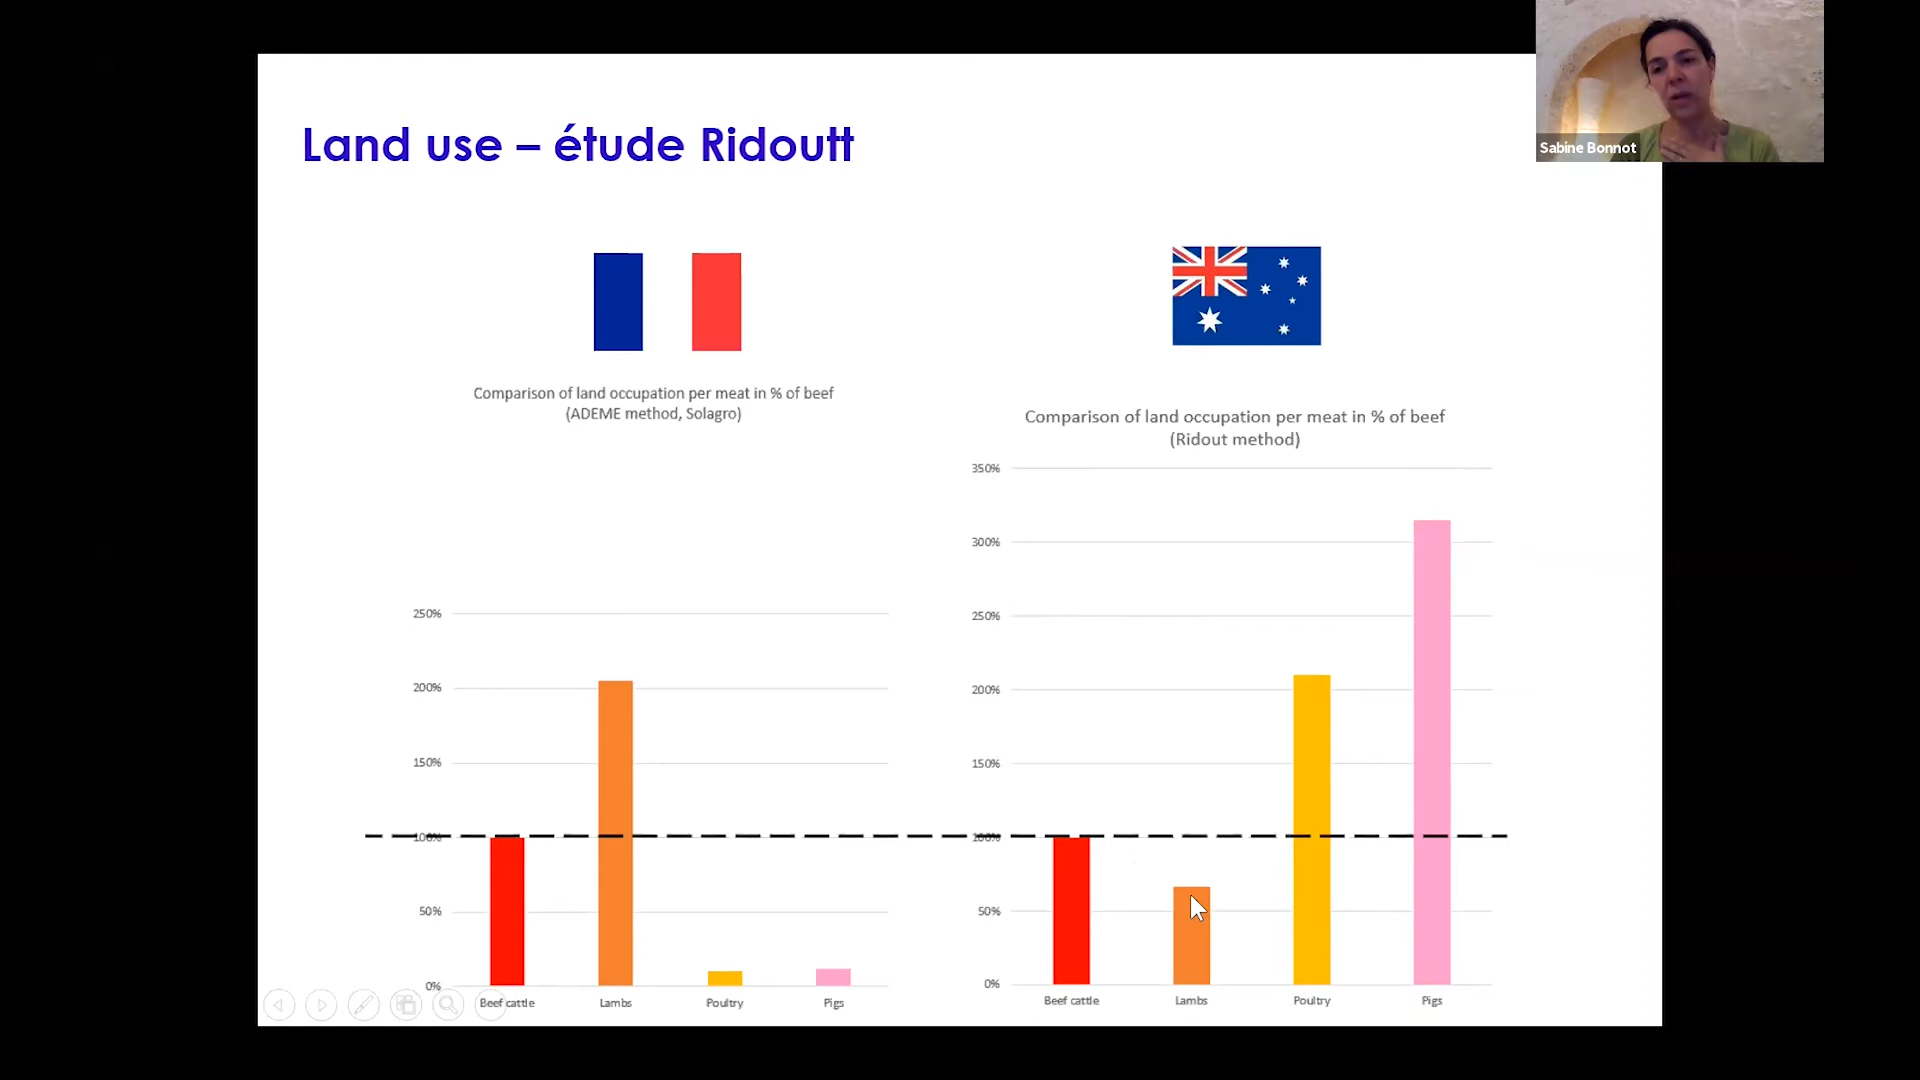 Sabine Bonnot
Land use – étude Ridoutt
Comparison of land occupation per meat in % of beef
(ADEME method, Solagro)
250%
200%
150%
100%
50%
0%
Beef cattle
Lambs
Poultry
Pigs
Comparison of land occupation per meat in % of beef
(Ridout method)
350%
300%
250%
200%
150%
100%
50%
0%
Beef cattle
Lambs
Poultry
Pigs